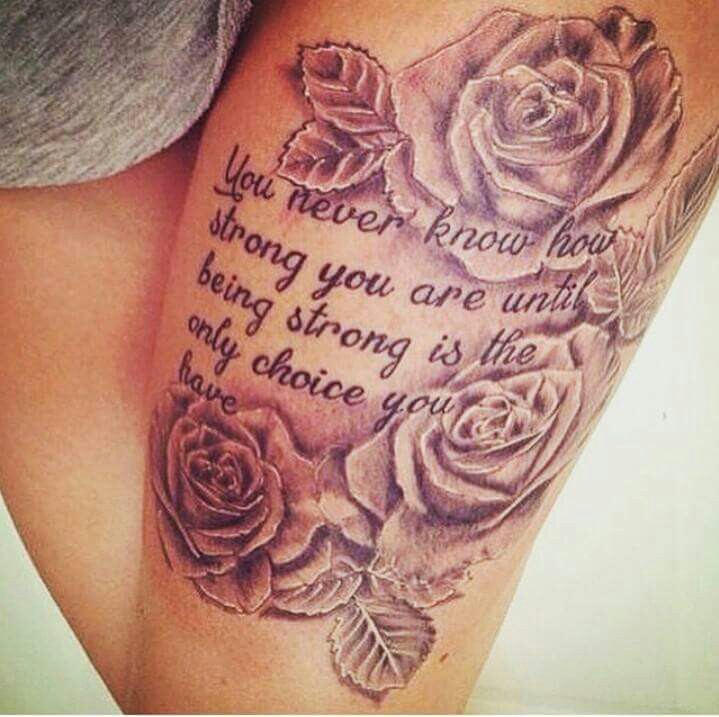 You never know how
strong you are until
being strong is the
only choice you
have